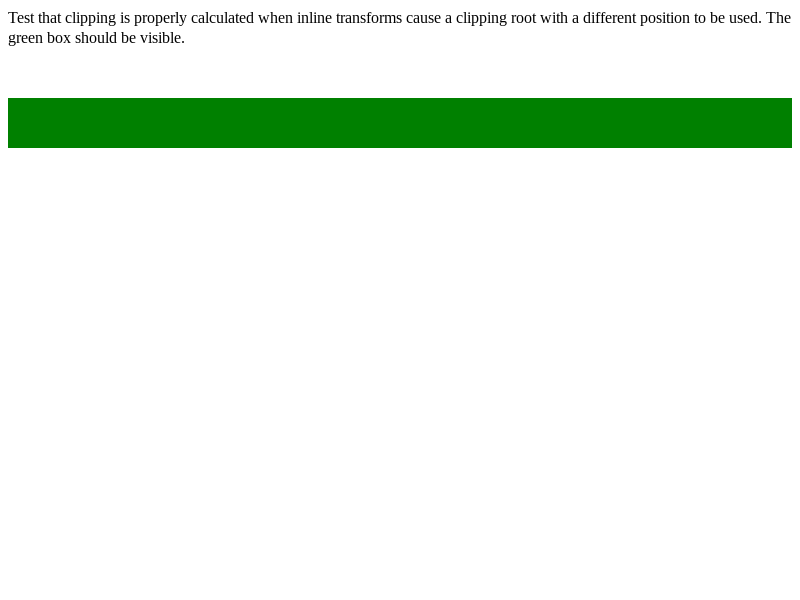 Test that clipping is properly calculated when inline transforms cause a clipping root with a different position to be used. The
green box should be visible.